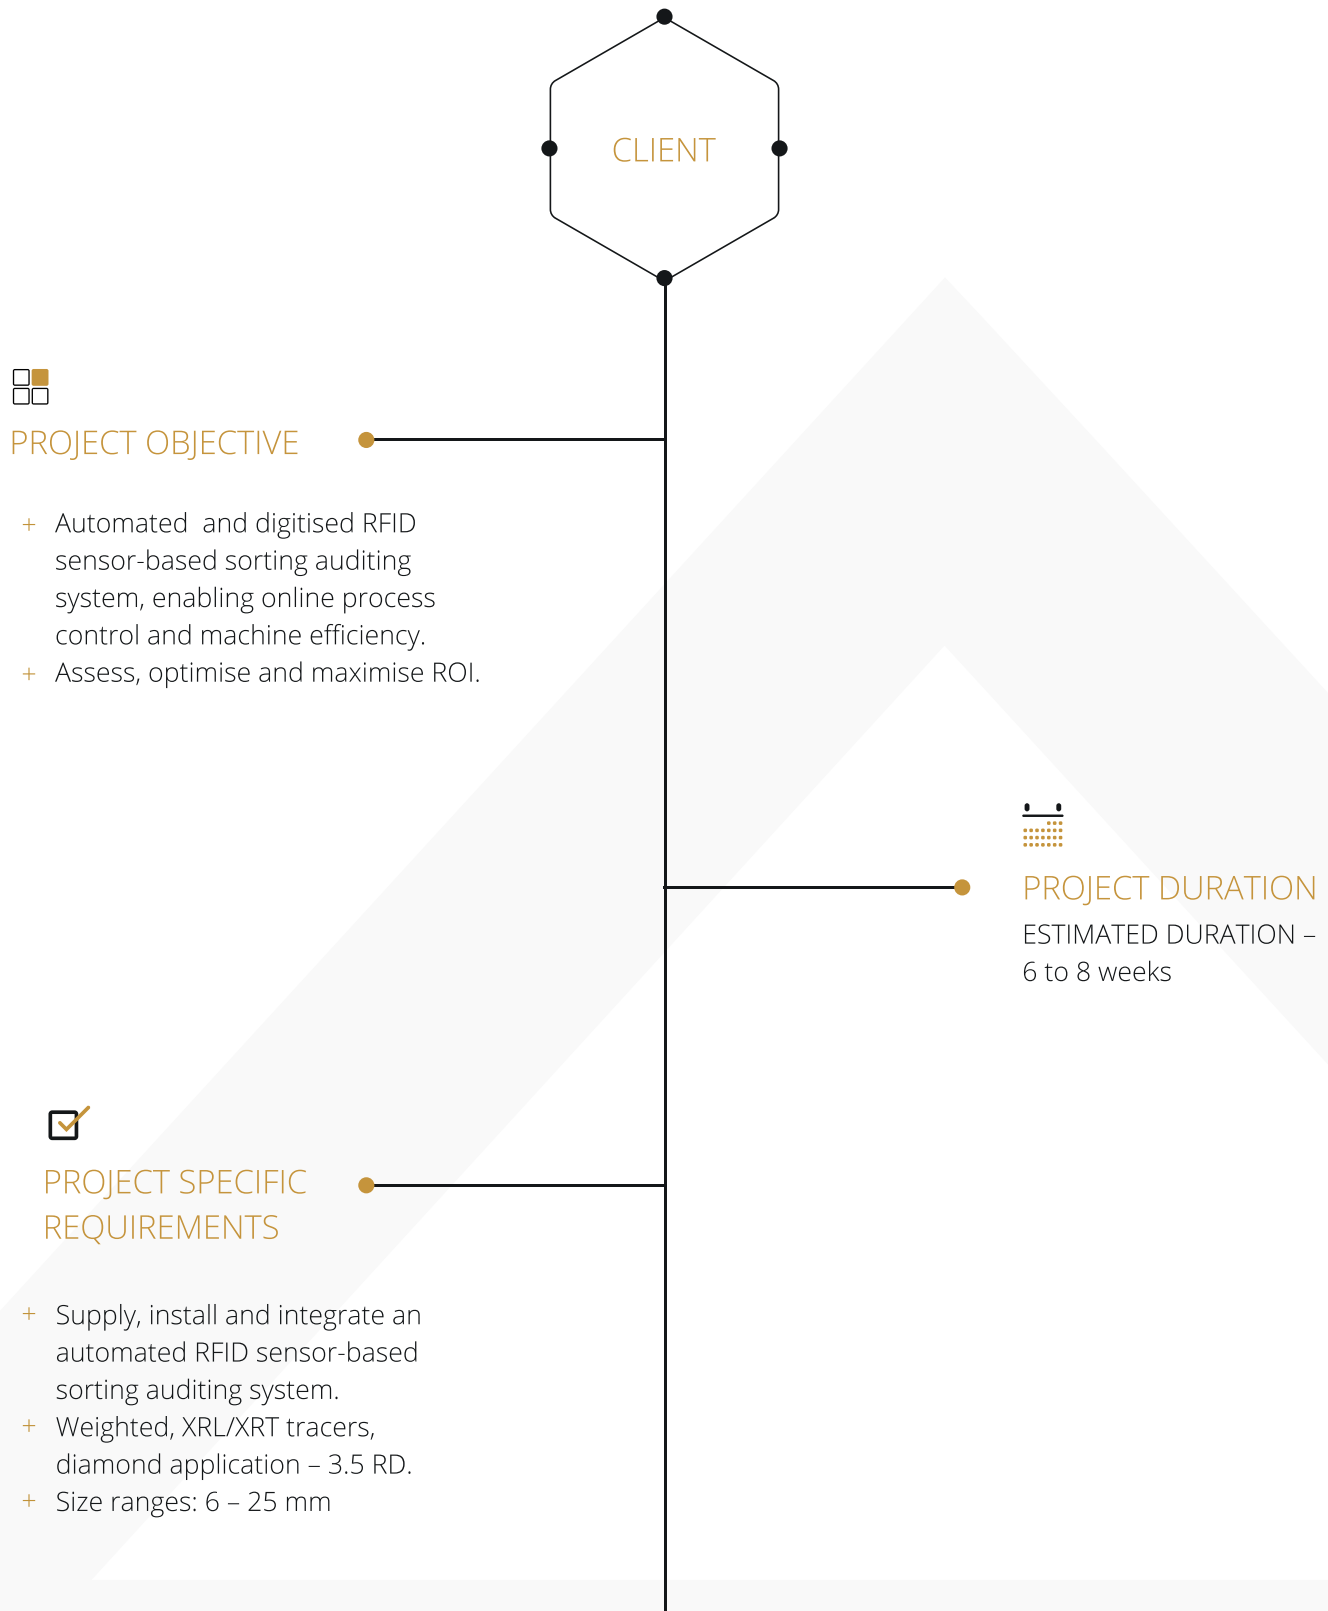 CLIENT
PROJECT OBJECTIVE
+ Automated  and digitised RFID
sensor-based sorting auditing
system, enabling online process
control and machine efficiency.
+ Assess, optimise and maximise ROI.
PROJECT DURATION
ESTIMATED DURATION –
6 to 8 weeks
PROJECT SPECIFIC
REQUIREMENTS
+ Supply, install and integrate an
automated RFID sensor-based
sorting auditing system.
+ Weighted, XRL/XRT tracers,
diamond application – 3.5 RD.
+ Size ranges: 6 – 25 mm